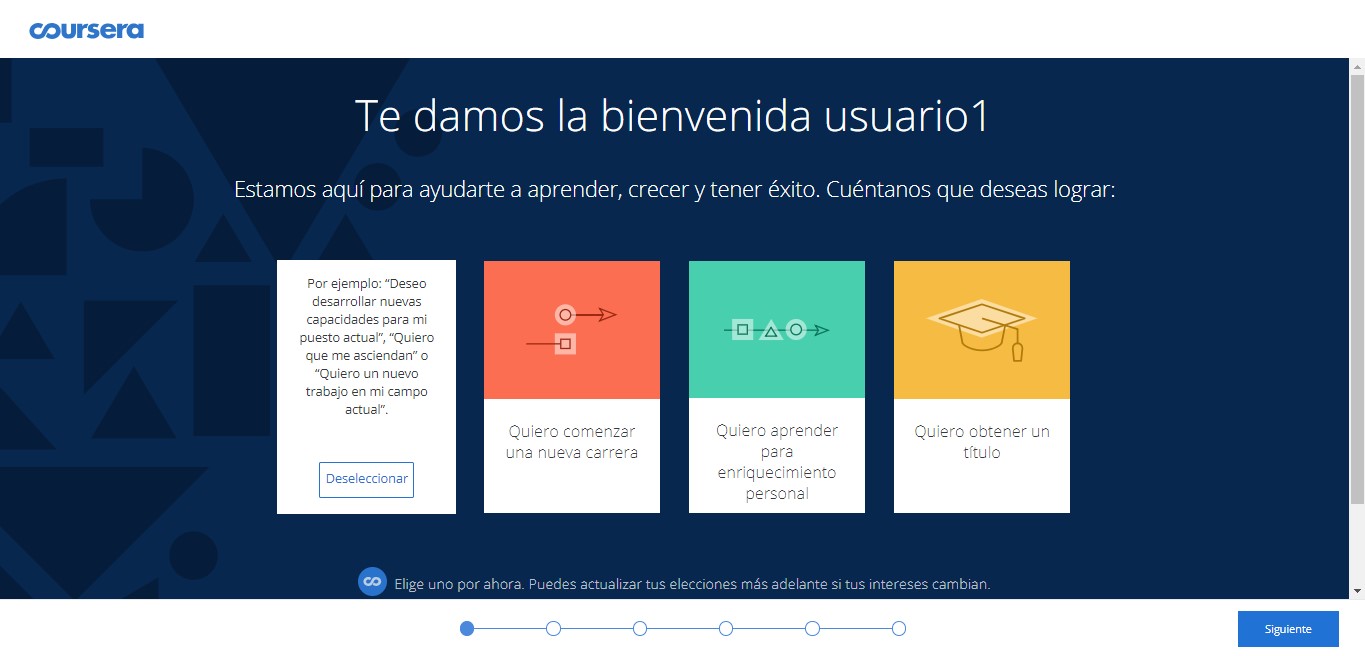 coursera
Te damos la bienvenida usuario1
Estamos aquí para ayudarte a aprender, crecer y tener éxito. Cuéntanos que deseas lograr:
Por ejemplo: “Deseo
desarrollar nuevas
capacidades para mi
puesto actual”, “Quiero
que me asciendan” o
“Quiero un nuevo
trabajo en mi campo
actual”.
Deseleccionar
Quiero comenzar
una nueva carrera
Quiero aprender
para
enriquecimiento
personal
Quiero obtener un
título
Elige uno por ahora. Puedes actualizar tus elecciones más adelante si tus intereses cambian.
Siguiente